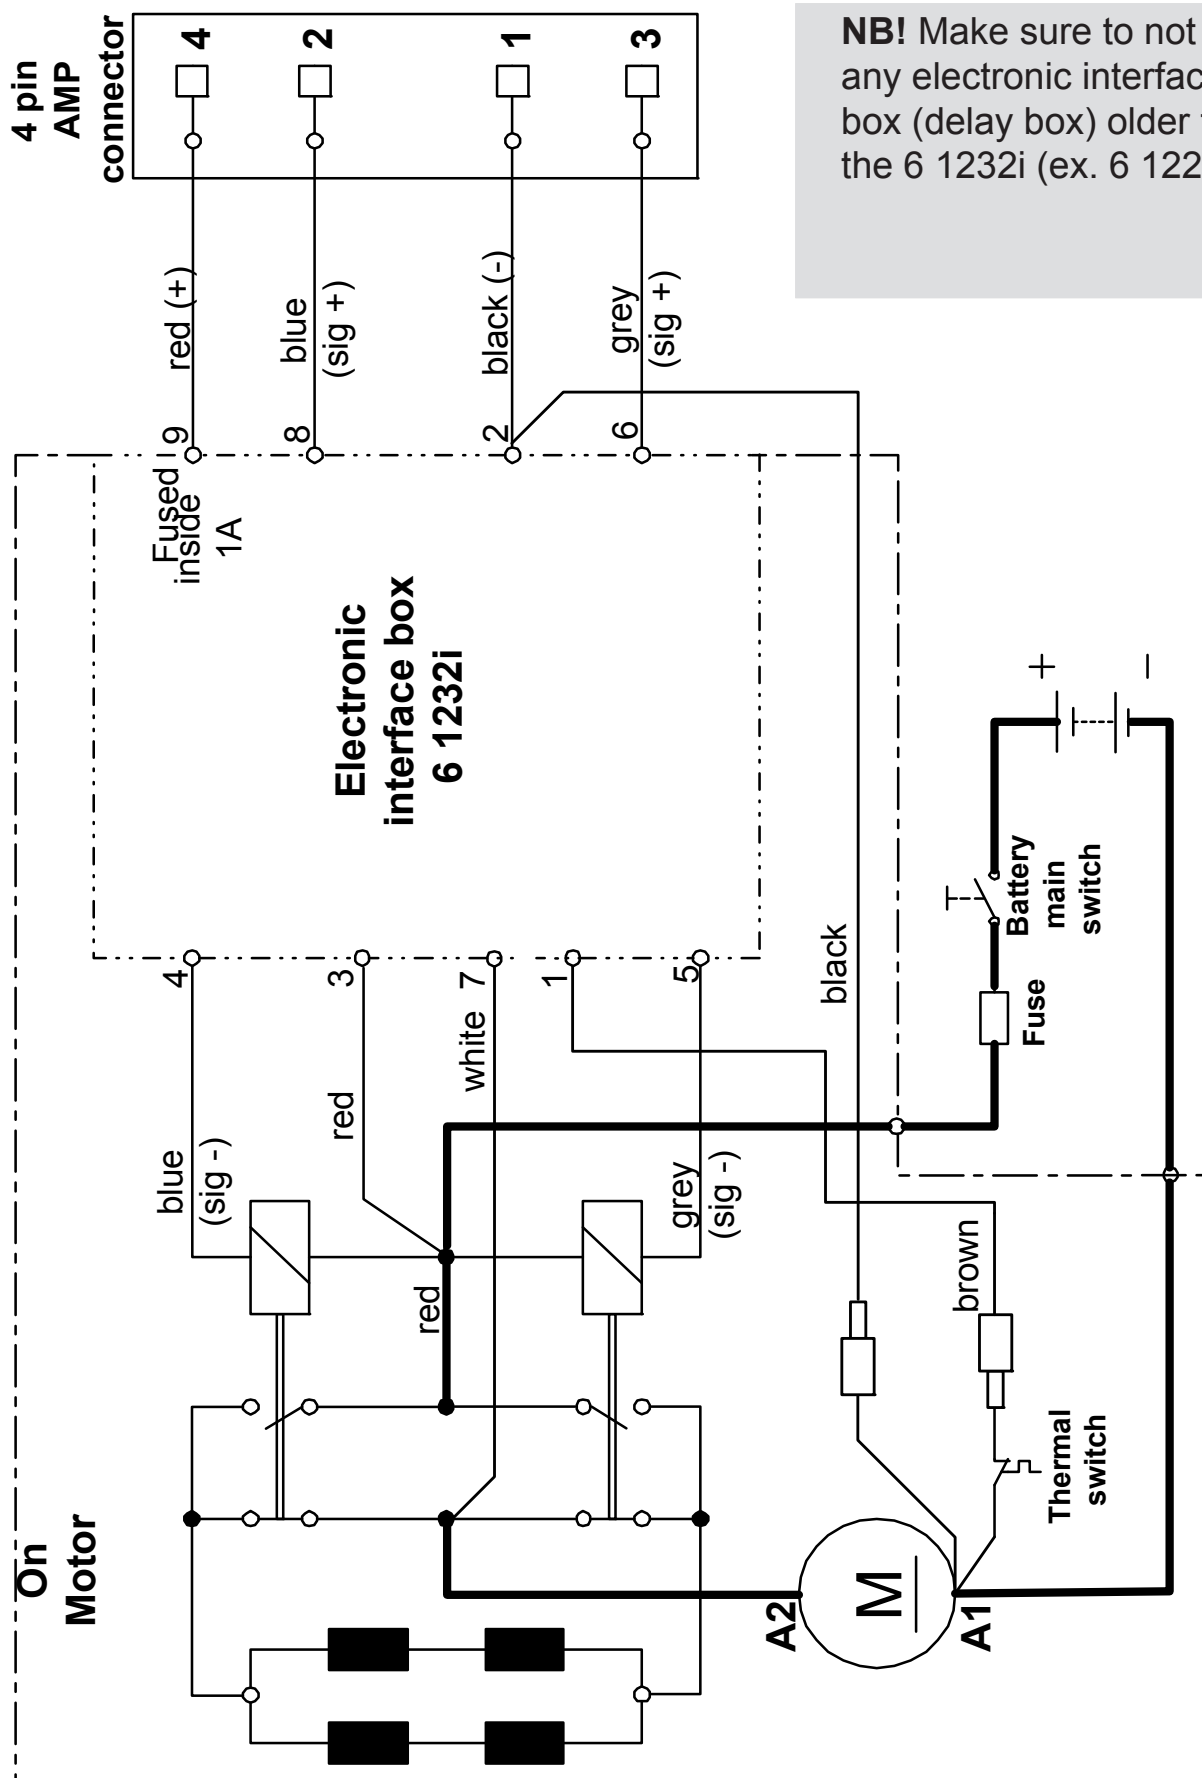 4 pin
AMP
connector
4
2
1
3
NB! Make sure to not
any electronic
box (delay box) older
the 6 1232i (ex. 6
red (+)
blue
(sig +)
black (-)
grey
(sig +)
9
8
2
6
Fused
inside
1A
Electronic
interface box
6 1232i
+
-
Battery
main
switch
Fuse
black
4
3
white 7
1
5
blue
(sig -)
red
grey
(sig -)
red
brown
Thermal
switch
On
Motor
A2
M
A1